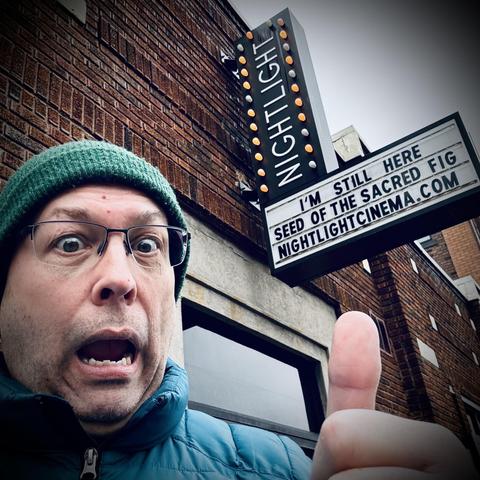 NIGHTLIGHT
I'M STILL HERE
SEED OF THE SACRED FIG
NIGHTLIGHTCINEMA.COM